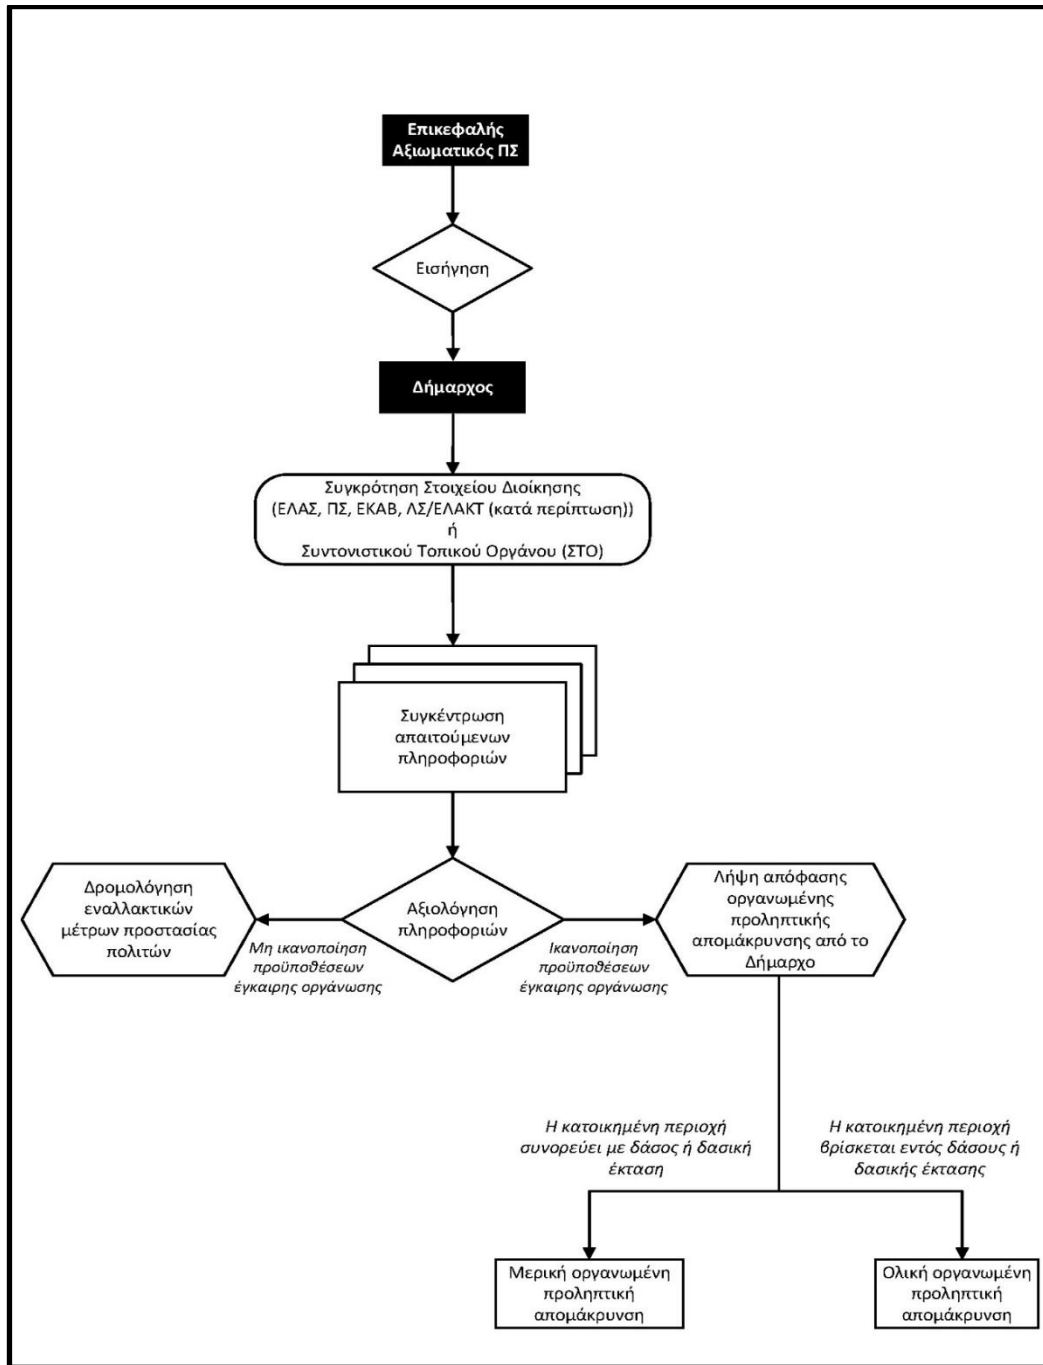 Επικεφαλής
Αξιωματικός ΠΣ
Εισήγηση
Δήμαρχος
Συγκρότηση Στοιχείου Διοίκησης
(ΕΛΑΣ, ΠΣ, ΕΚΑΒ, ΛΣ/ΕΛΑΚΤ (κατά περίπτωση))
ή
Συντονιστικού Τοπικού Οργάνου (ΣΤΟ)
Συγκέντρωση
απαιτούμενων
πληροφοριών
Αξιολόγηση
πληροφοριών
Δρομολόγηση
εναλλακτικών
μέτρων προστασίας
πολιτών
Μη ικανοποίηση
προϋποθέσεων
έγκαιρης οργάνωσης
Ικανοποίηση
προϋποθέσεων
έγκαιρης οργάνωσης
Λήψη απόφασης
οργανωμένης
προληπτικής
απομάκρυνσης από το
Δήμαρχο
Η κατοικημένη περιοχή
συνορεύει με δάσος ή δασική
έκταση
Η κατοικημένη περιοχή
βρίσκεται εντός δάσους ή
δασικής έκτασης
Μερική οργανωμένη
προληπτική
απομάκρυνση
Ολική οργανωμένη
προληπτική
απομάκρυνση